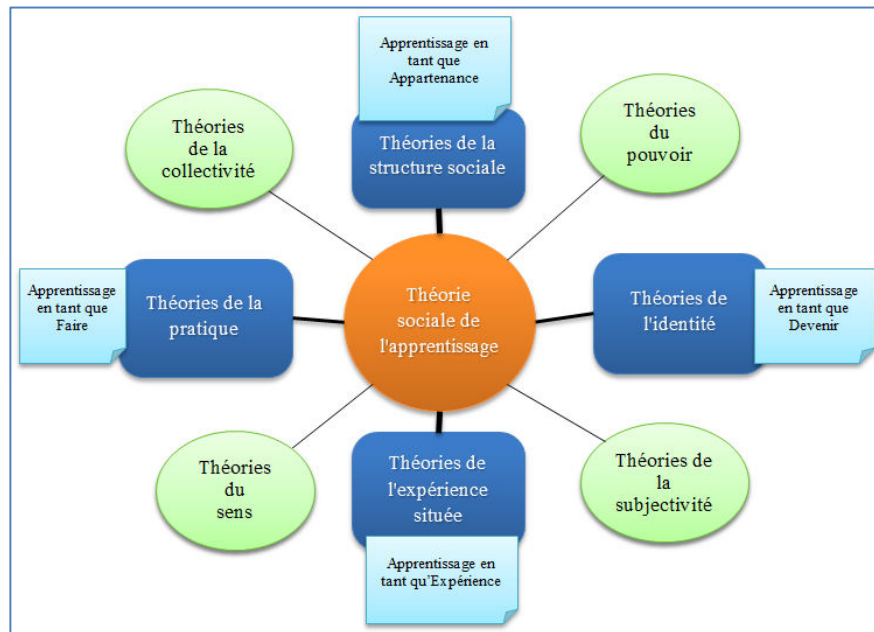 Apprentissage en
tant que
Appartenance
Théories
de la
collectivité
Théories de la
structure sociale
Théories
du
pouvoir
Apprentissage
en tant que
Faire
Théories de la
pratique
Théorie
sociale de
l'apprentissage
Théories de
l'identité
Apprentissage
en tant que
Devenir
Théories
du
sens
Théories de
l'expérience
située
Théories de
la
subjectivité
Apprentissage en
tant qu'Expérience